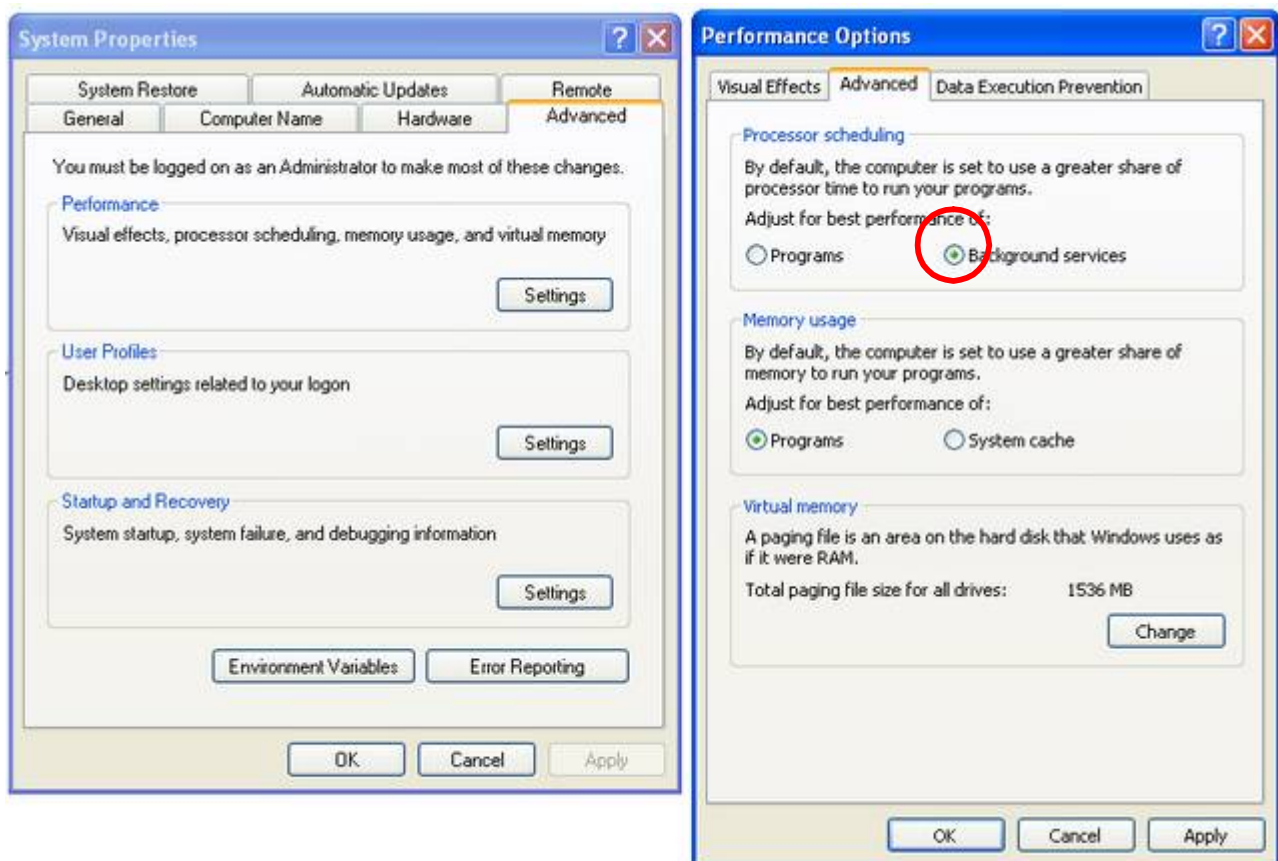 System Properties
System Restore
Automatic Updates
Remote
General
Computer Name
Hardware
Advanced
You must be logged on as an Administrator to make most of these changes.
Performance
Visual effects, processor scheduling, memory usage, and virtual memory
Settings
User Profiles
Desktop settings related to your logon
Settings
Startup and Recovery
System startup, system failure, and debugging information
Settings
Environment Variables
Error Reporting
OK
Cancel
Apply
Performance Options
Visual Effects
Advanced
Data Execution Prevention
Processor scheduling
By default, the computer is set to use a greater share of
processor time to run your programs.
Adjust for best performance of:
Programs
Background services
Memory usage
By default, the computer is set to use a greater share of
memory to run your programs.
Adjust for best performance of:
Programs
System cache
Virtual memory
A paging file is an area on the hard disk that Windows uses as
if it were RAM.
Total paging file size for all drives: 1536 MB
Change
OK
Cancel
Apply